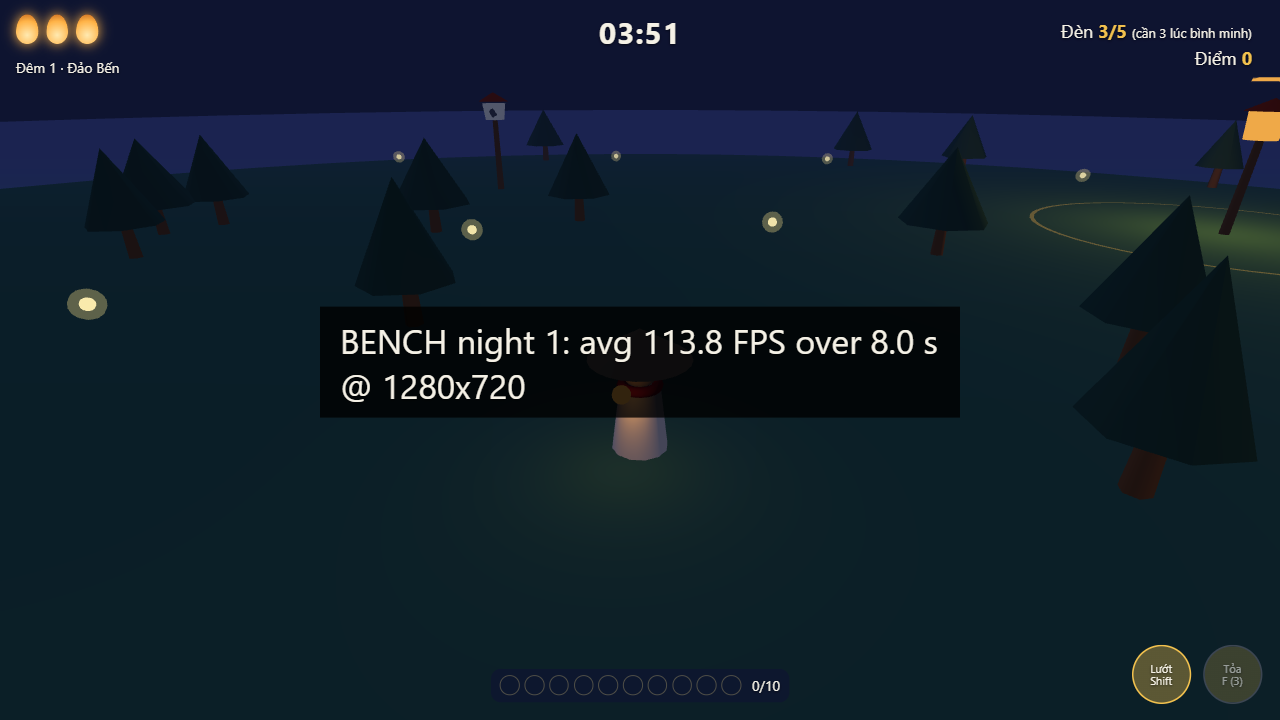 03:51
Đèn 3/5 (cần 3 lúc bình minh)
Điểm 0
Đêm 1 · Đảo Bến
BENCH night 1: avg 113.8 FPS over 8.0 s
@ 1280x720
0/10
Lướt
Shift
Tỏa
F (3)